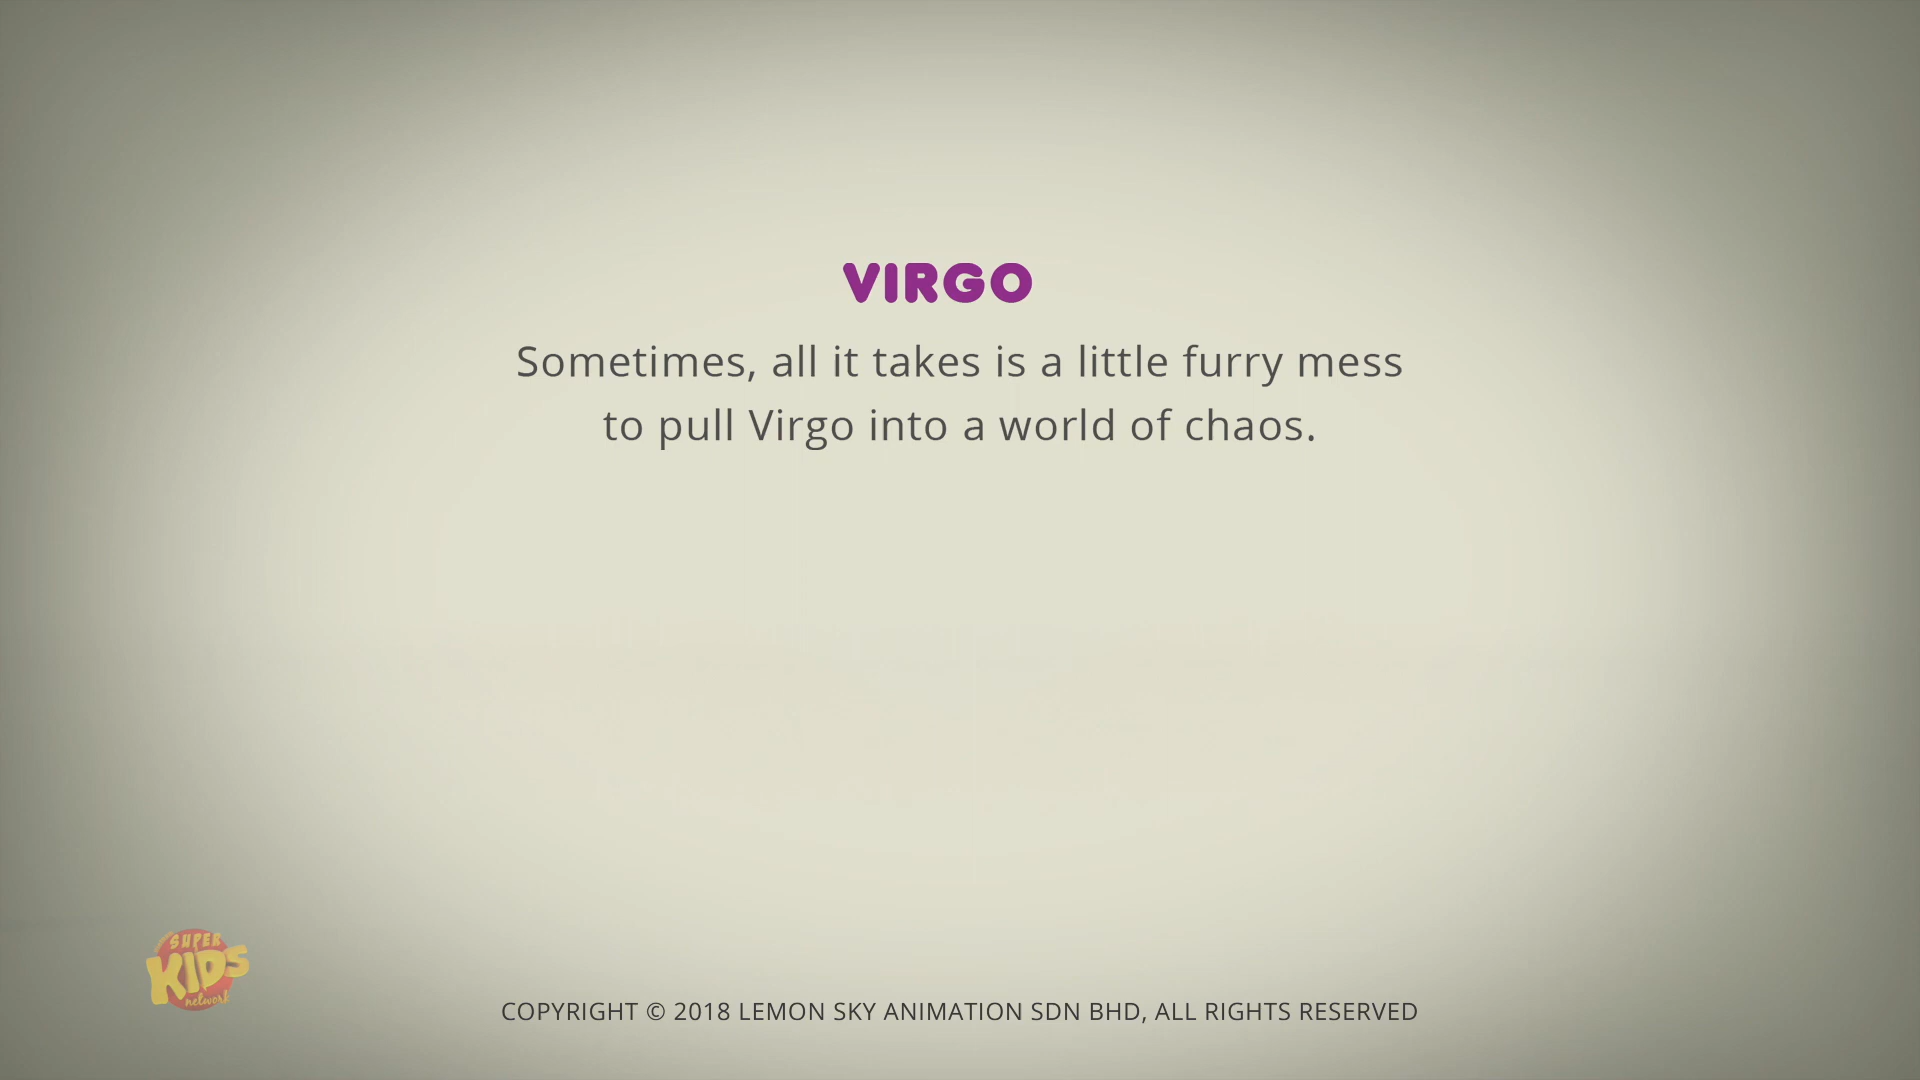 VIRGO
Sometimes, all it takes is a little furry mess
to pull Virgo into a world of chaos.
SUPER
KIDS
network
COPYRIGHT © 2018 LEMON SKY ANIMATION SDN BHD, ALL RIGHTS RESERVED